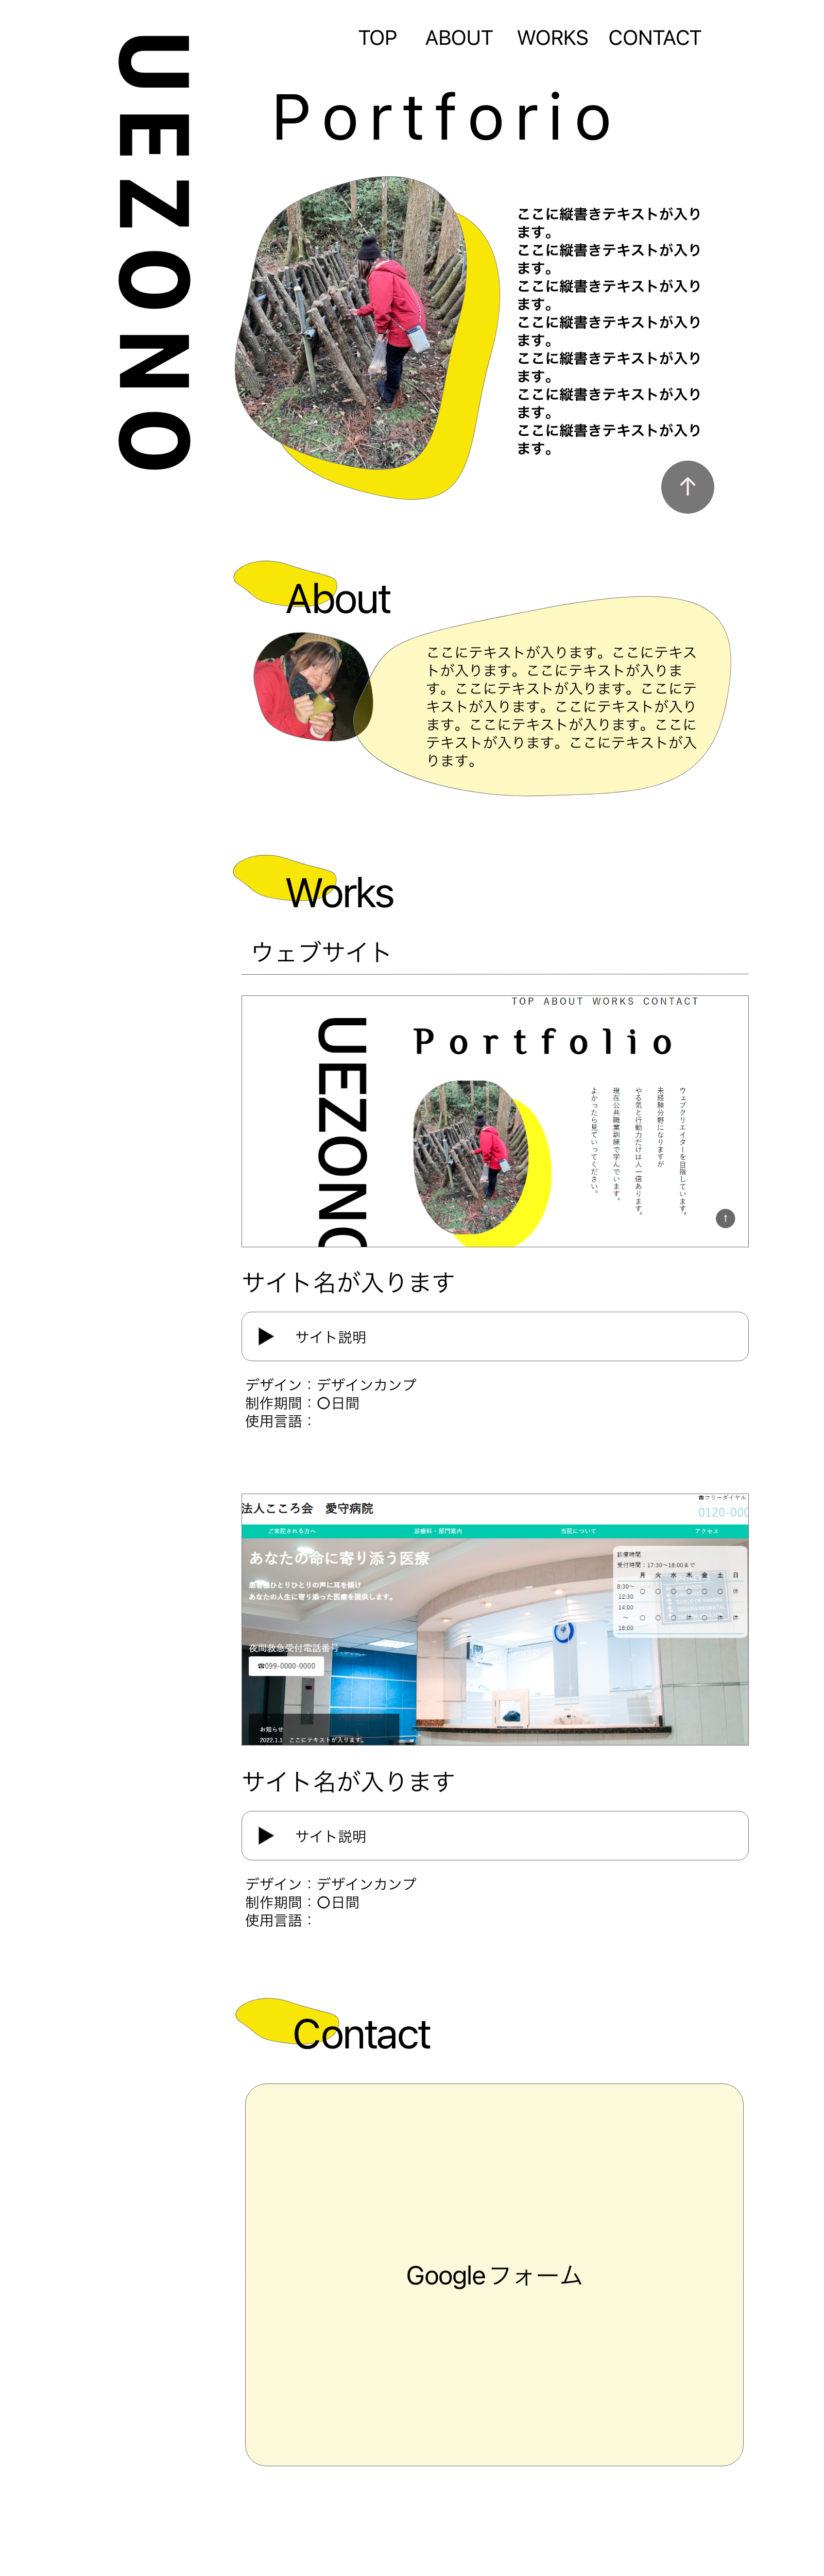 UEZONO
TOP ABOUT WORKS CONTACT
Portforio
ここに縦書きテキストが入り
ます。
ここに縦書きテキストが入り
ます。
ここに縦書きテキストが入り
ます。
ここに縦書きテキストが入り
ます。
ここに縦書きテキストが入り
ます。
ここに縦書きテキストが入り
ます。
ここに縦書きテキストが入り
ます。
About
ここにテキストが入ります。ここにテキス
トが入ります。ここにテキストが入りま
す。ここにテキストが入ります。ここにテ
キストが入ります。ここにテキストが入り
ます。ここにテキストが入ります。ここに
テキストが入ります。ここにテキストが入
ります。
Works
ウェブサイト
TOP ABOUT WORKS CONTACT
UEZONO
Portfolio
ウェブクリエイターを目指しています。
未経験分野になりますが
やる気と行動力だけは人一倍あります。
現在公共職業訓練で学んでいます。
よかったら見ていってください。
サイト名が入ります
▶ サイト説明
デザイン：デザインカンプ
制作期間：〇日間
使用言語：
☎フリーダイヤル
法人こころ会 愛守病院
0120-000
ご来院される方へ 診療科・部門案内 当院について アクセス
あなたの命に寄り添う医療
患者様ひとりひとりの声に耳を傾け
あなたの人生に寄り添った医療を提供します。
診療時間
受付時間：17:30〜18:00まで
月 火 水 木 金 土 日
8:30〜
12:30 〇 〇 〇 〇 〇 〇 休
14:00
〜 〇 〇 〇 休 〇 休 休
18:00
夜間救急受付電話番号
☎099-0000-0000
お知らせ
2022.1.1 ここにテキストが入ります。
サイト名が入ります
▶ サイト説明
デザイン：デザインカンプ
制作期間：〇日間
使用言語：
Contact
Googleフォーム